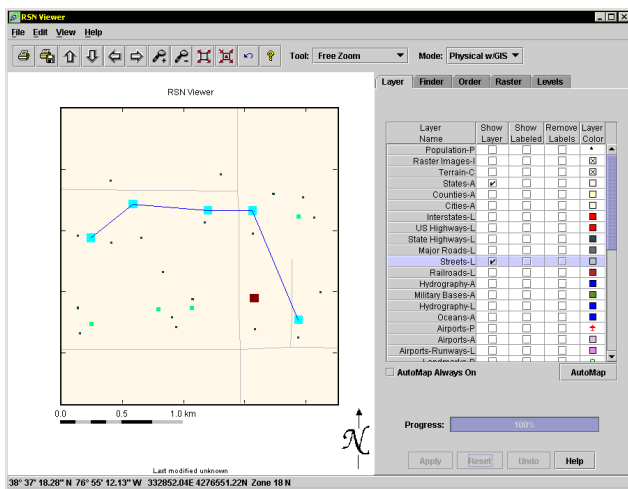 RSN Viewer
File Edit View Help
Tool: Free Zoom Mode: Physical w/GIS
RSN Viewer
0.0 0.5 1.0 km
N
Last modified unknown
Layer Finder Order Raster Levels
Layer Name Show Layer Show Labeled Remove Labels Layer Color
Population-P
Raster Images-I
Terrain-C
States-A
Counties-A
Cities-A
Interstates-L
US Highways-L
State Highways-L
Major Roads-L
Streets-L
Railroads-L
Hydrography-A
Military Bases-A
Hydrography-L
Oceans-A
Airports-P
Airports-A
Airports-Runways-L
Landmarks-P
AutoMap Always On AutoMap
Progress: 100%
Apply Reset Undo Help
38° 37' 18.28" N 76° 55' 12.13" W 332852.04E 4276551.22N Zone 18 N